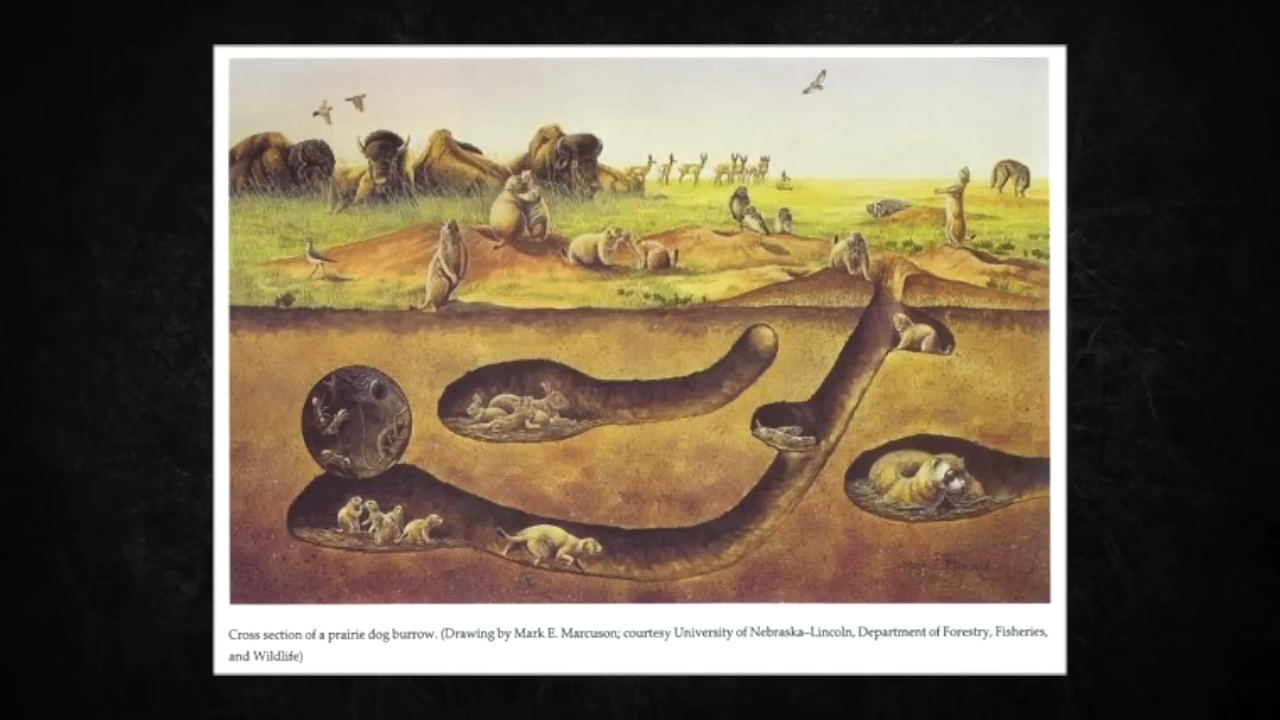 Cross section of a prairie dog burrow. (Drawing by Mark E. Marcuson; courtesy University of Nebraska–Lincoln, Department of Forestry, Fisheries,
and Wildlife)